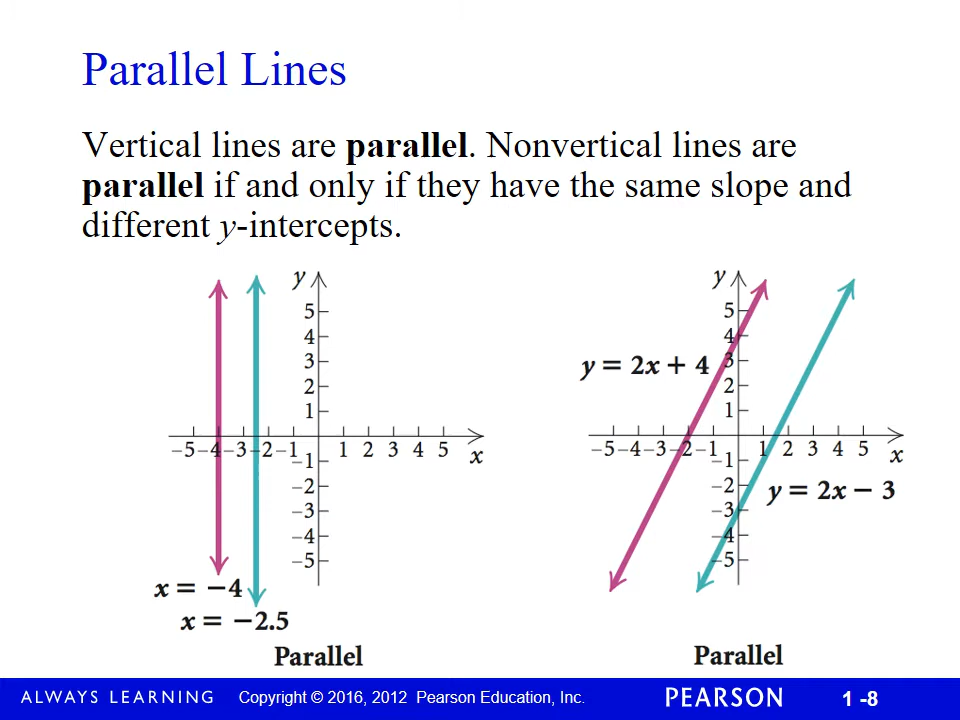 Parallel Lines
Vertical lines are parallel. Nonvertical lines are
parallel if and only if they have the same slope and
different y-intercepts.
y
5
4
3
2
1
−5 −4 −3 −2 −1 1 2 3 4 5 x
−1
−2
−3
−4
−5
x = −4
x = −2.5
Parallel
y
5
4
3
2
1
y = 2x + 4
−5 −4 −3 −2 −1 1 2 3 4 5 x
−1
−2
−3
−4
−5
y = 2x − 3
Parallel
ALWAYS LEARNING Copyright © 2016, 2012 Pearson Education, Inc. PEARSON 1 -8